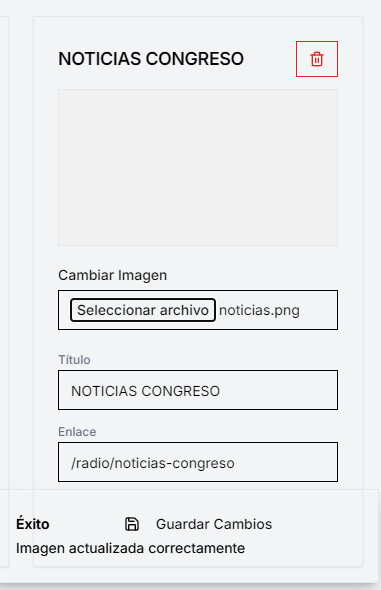 NOTICIAS CONGRESO
Cambiar Imagen
Seleccionar archivo noticias.png
Título
NOTICIAS CONGRESO
Enlace
/radio/noticias-congreso
Éxito
Guardar Cambios
Imagen actualizada correctamente